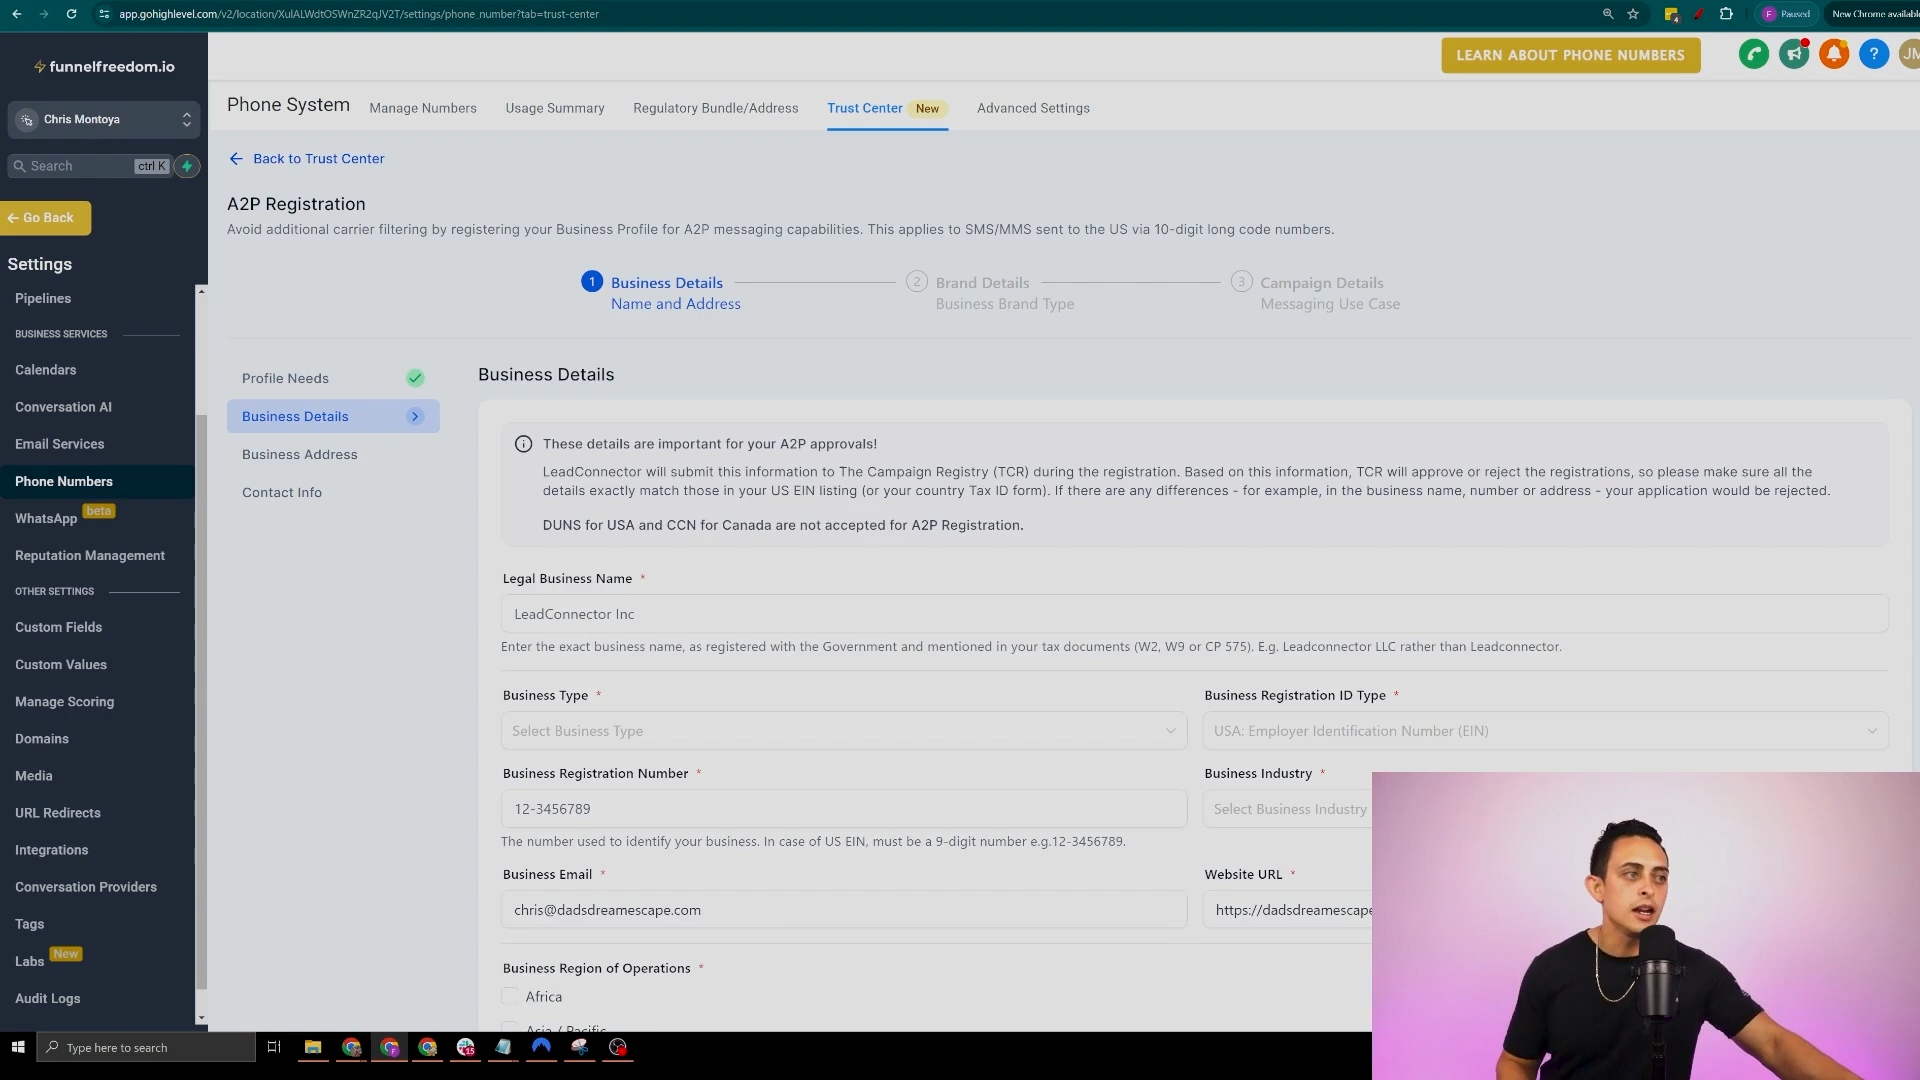 app.gohighlevel.com/v2/location/XulALWdtOSWnZR2qJV2T/settings/phone_number?tab=trust-center
4
F Paused
New Chrome available
funnelfreedom.io
LEARN ABOUT PHONE NUMBERS
?
JM
Chris Montoya
Search ctrl K
Go Back
Settings
Pipelines
BUSINESS SERVICES
Calendars
Conversation AI
Email Services
Phone Numbers
WhatsApp beta
Reputation Management
OTHER SETTINGS
Custom Fields
Custom Values
Manage Scoring
Domains
Media
URL Redirects
Integrations
Conversation Providers
Tags
Labs New
Audit Logs
Phone System
Manage Numbers
Usage Summary
Regulatory Bundle/Address
Trust Center New
Advanced Settings
Back to Trust Center
A2P Registration
Avoid additional carrier filtering by registering your Business Profile for A2P messaging capabilities. This applies to SMS/MMS sent to the US via 10-digit long code numbers.
1 Business Details
Name and Address
2 Brand Details
Business Brand Type
3 Campaign Details
Messaging Use Case
Profile Needs
Business Details
Business Address
Contact Info
Business Details
These details are important for your A2P approvals!
LeadConnector will submit this information to The Campaign Registry (TCR) during the registration. Based on this information, TCR will approve or reject the registrations, so please make sure all the
details exactly match those in your US EIN listing (or your country Tax ID form). If there are any differences - for example, in the business name, number or address - your application would be rejected.
DUNS for USA and CCN for Canada are not accepted for A2P Registration.
Legal Business Name *
LeadConnector Inc
Enter the exact business name, as registered with the Government and mentioned in your tax documents (W2, W9 or CP 575). E.g. Leadconnector LLC rather than Leadconnector.
Business Type *
Select Business Type
Business Registration ID Type *
USA: Employer Identification Number (EIN)
Business Registration Number *
12-3456789
The number used to identify your business. In case of US EIN, must be a 9-digit number e.g.12-3456789.
Business Industry *
Select Business Industry
Business Email *
chris@dadsdreamescape.com
Website URL *
https://dadsdreamescape
Business Region of Operations *
Africa
Asia / Pacific
Type here to search
15